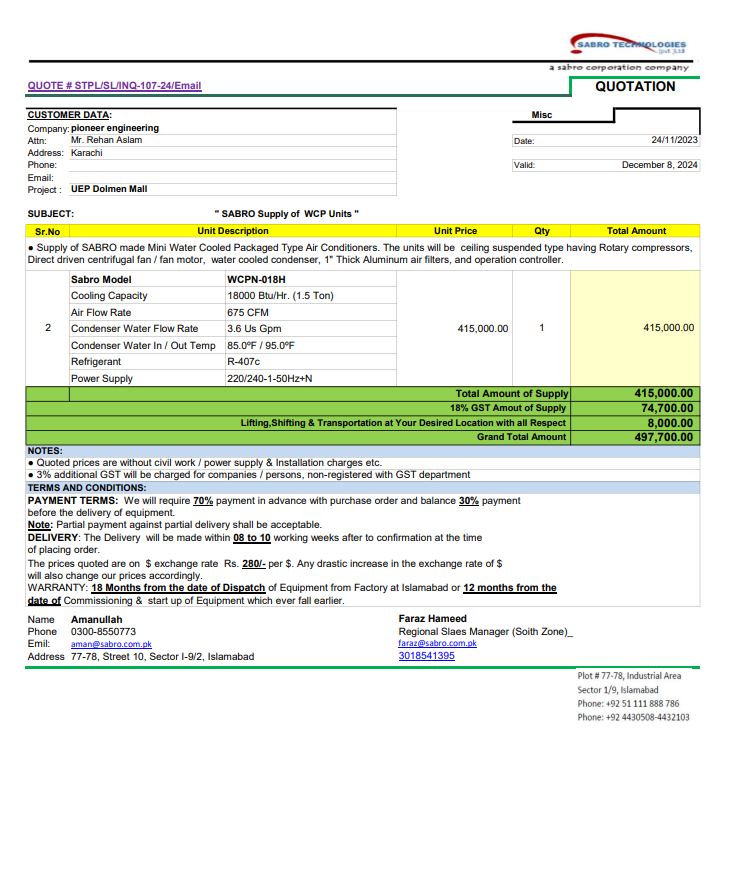 SABRO TECHNOLOGIES
(pvt) Ltd
a sabro corporation company
QUOTE # STPL/SL/INQ-107-24/Email
QUOTATION
CUSTOMER DATA:
Misc
Company: pioneer engineering
Attn: Mr. Rehan Aslam
Date: 24/11/2023
Address: Karachi
Phone:
Valid: December 8, 2024
Email:
Project : UEP Dolmen Mall
SUBJECT: " SABRO Supply of WCP Units "
Sr.No Unit Description Unit Price Qty Total Amount
● Supply of SABRO made Mini Water Cooled Packaged Type Air Conditioners. The units will be ceiling suspended type having Rotary compressors,
Direct driven centrifugal fan / fan motor, water cooled condenser, 1" Thick Aluminum air filters, and operation controller.
Sabro Model WCPN-018H
Cooling Capacity 18000 Btu/Hr. (1.5 Ton)
Air Flow Rate 675 CFM
2 Condenser Water Flow Rate 3.6 Us Gpm 415,000.00 1 415,000.00
Condenser Water In / Out Temp 85.0ºF / 95.0ºF
Refrigerant R-407c
Power Supply 220/240-1-50Hz+N
Total Amount of Supply 415,000.00
18% GST Amout of Supply 74,700.00
Lifting,Shifting & Transportation at Your Desired Location with all Respect 8,000.00
Grand Total Amount 497,700.00
NOTES:
● Quoted prices are without civil work / power supply & Installation charges etc.
● 3% additional GST will be charged for companies / persons, non-registered with GST department
TERMS AND CONDITIONS:
PAYMENT TERMS: We will require 70% payment in advance with purchase order and balance 30% payment
before the delivery of equipment.
Note: Partial payment against partial delivery shall be acceptable.
DELIVERY: The Delivery will be made within 08 to 10 working weeks after to confirmation at the time
of placing order.
The prices quoted are on $ exchange rate Rs. 280/- per $. Any drastic increase in the exchange rate of $
will also change our prices accordingly.
WARRANTY: 18 Months from the date of Dispatch of Equipment from Factory at Islamabad or 12 months from the
date of Commissioning & start up of Equipment which ever fall earlier.
Name Amanullah Faraz Hameed
Phone 0300-8550773 Regional Slaes Manager (Soith Zone)_
Emil: aman@sabro.com.pk faraz@sabro.com.pk
Address 77-78, Street 10, Sector I-9/2, Islamabad 3018541395
Plot # 77-78, Industrial Area
Sector 1/9, Islamabad
Phone: +92 51 111 888 786
Phone: +92 4430508-4432103